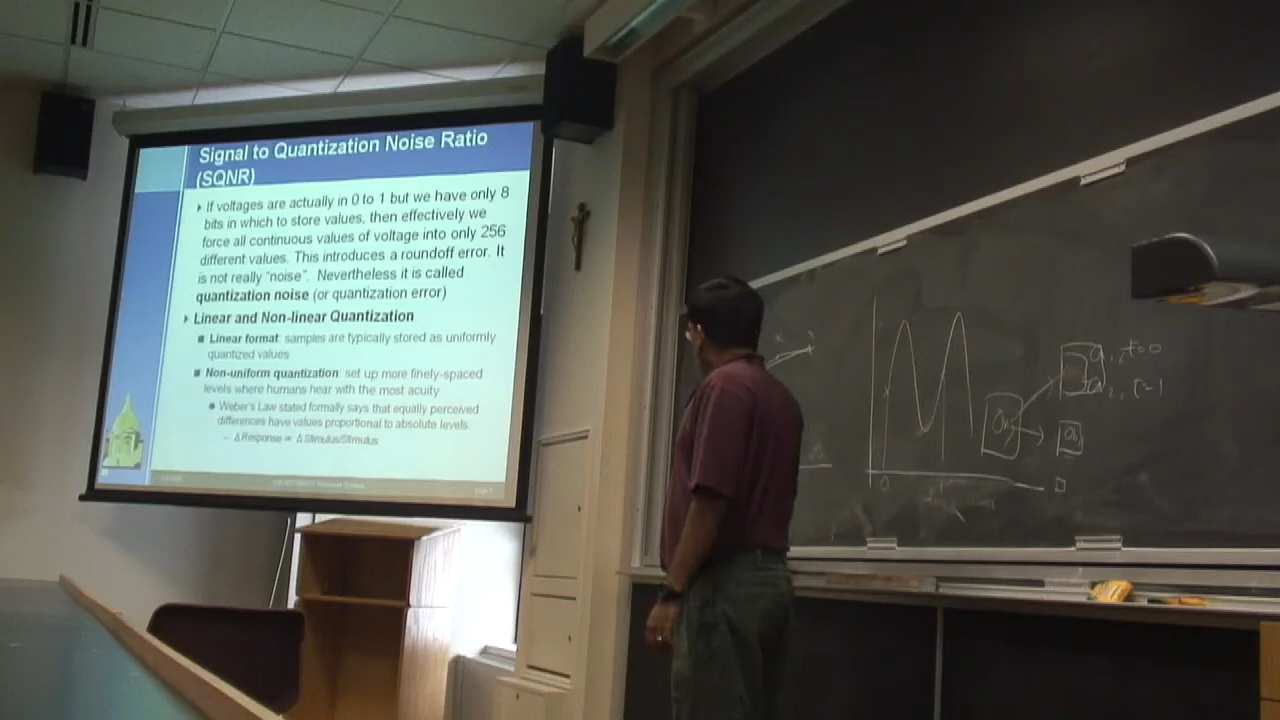 Signal to Quantization Noise Ratio
(SQNR)
If voltages are actually in 0 to 1 but we have only 8
bits in which to store values, then effectively we
force all continuous values of voltage into only 256
different values. This introduces a roundoff error. It
is not really "noise". Nevertheless it is called
quantization noise (or quantization error)
Linear and Non-linear Quantization
Linear format: samples are typically stored as uniformly
quantized values
Non-uniform quantization: set up more finely-spaced
levels where humans hear with the most acuity
Weber's Law stated formally says that equally perceived
differences have values proportional to absolute levels:
– ΔResponse ∝ ΔStimulus/Stimulus
0
t=0